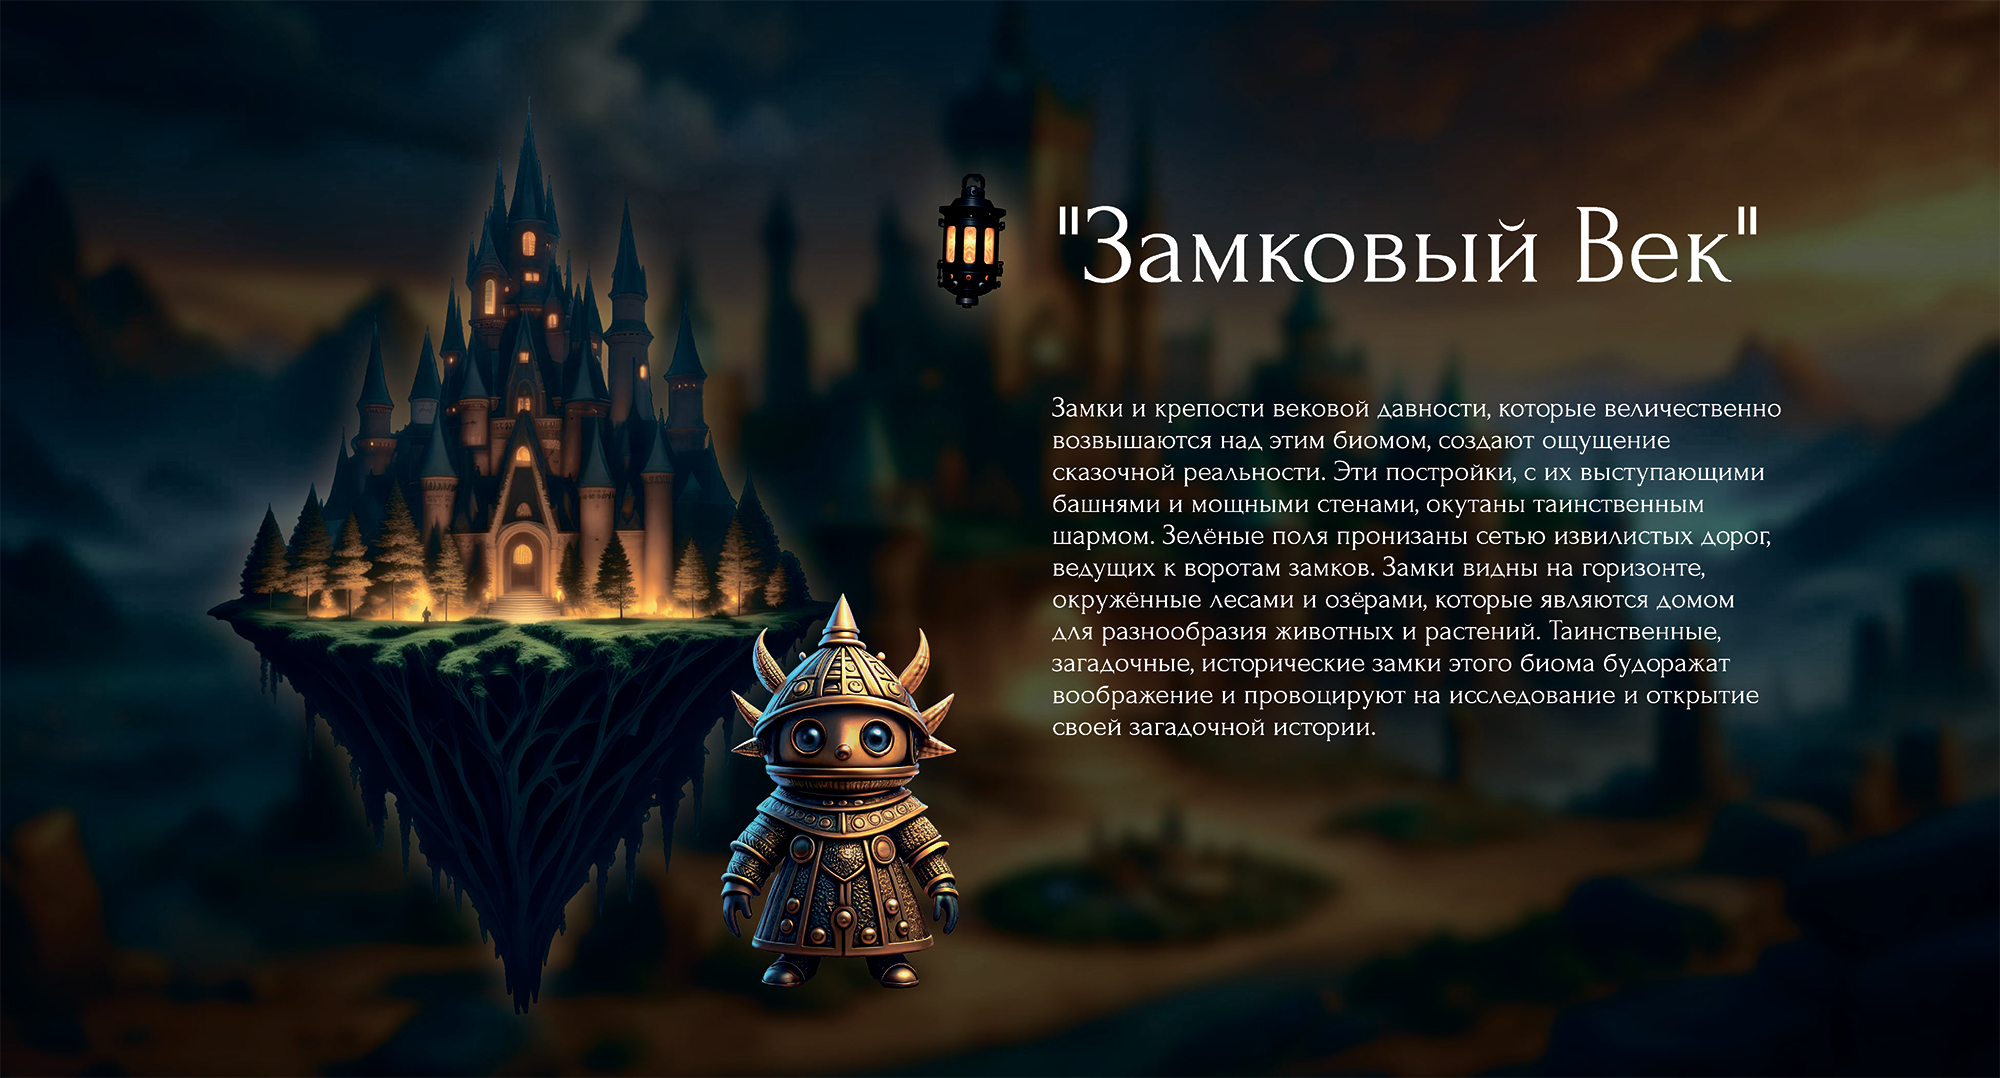 "Замковый Век"
Замки и крепости вековой давности, которые величественно
возвышаются над этим биомом, создают ощущение
сказочной реальности. Эти постройки, с их выступающими
башнями и мощными стенами, окутаны таинственным
шармом. Зелёные поля пронизаны сетью извилистых дорог,
ведущих к воротам замков. Замки видны на горизонте,
окружённые лесами и озёрами, которые являются домом
для разнообразия животных и растений. Таинственные,
загадочные, исторические замки этого биома будоражат
воображение и провоцируют на исследование и открытие
своей загадочной истории.